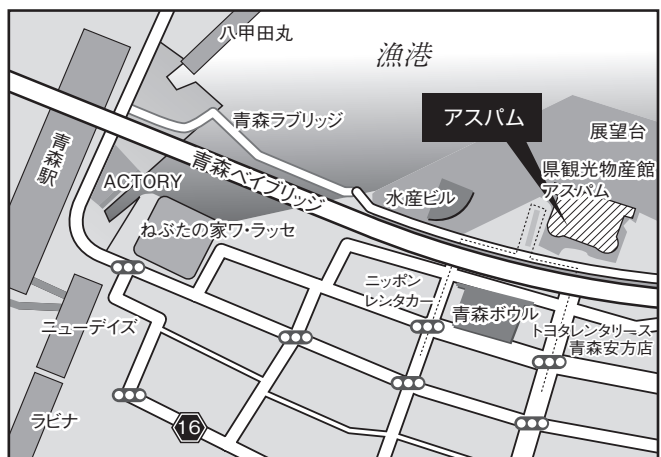 八甲田丸
漁港
青森ラブリッジ
アスパム
展望台
青森駅
青森ベイブリッジ
県観光物産館
アスパム
ACTORY
水産ビル
ねぶたの家ワ・ラッセ
ニッポン
レンタカー
青森ボウル
ニューデイズ
トヨタレンタリース
青森安方店
ラビナ
16